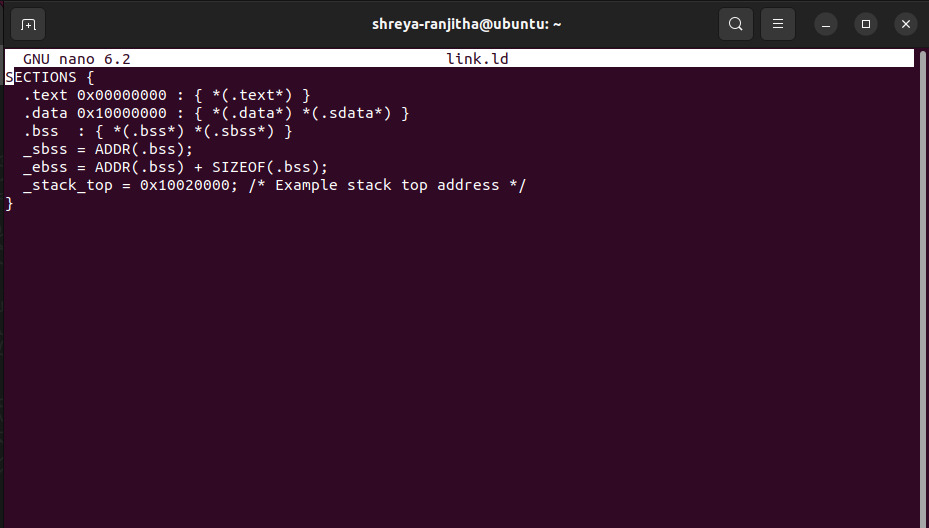 shreya-ranjitha@ubuntu: ~
GNU nano 6.2 link.ld
SECTIONS {
  .text 0x00000000 : { *(.text*) }
  .data 0x10000000 : { *(.data*) *(.sdata*) }
  .bss  : { *(.bss*) *(.sbss*) }
  _sbss = ADDR(.bss);
  _ebss = ADDR(.bss) + SIZEOF(.bss);
  _stack_top = 0x10020000; /* Example stack top address */
}